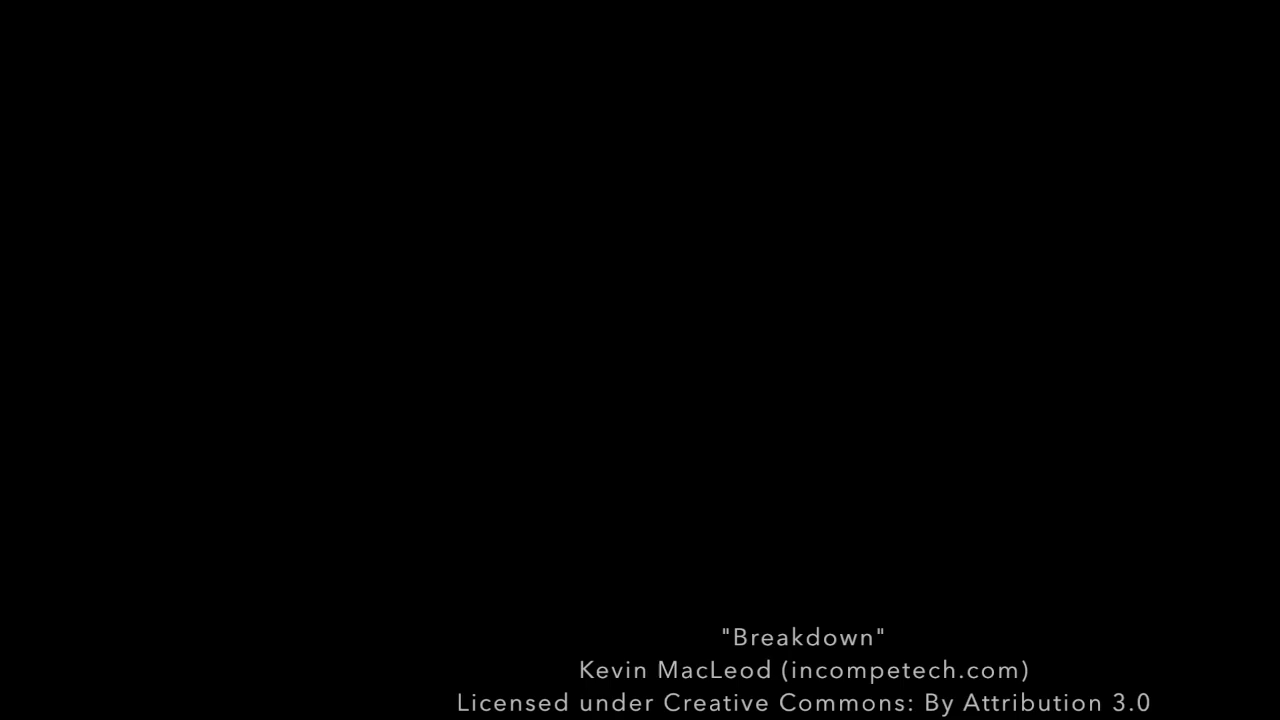 "Breakdown"
Kevin MacLeod (incompetech.com)
Licensed under Creative Commons: By Attribution 3.0